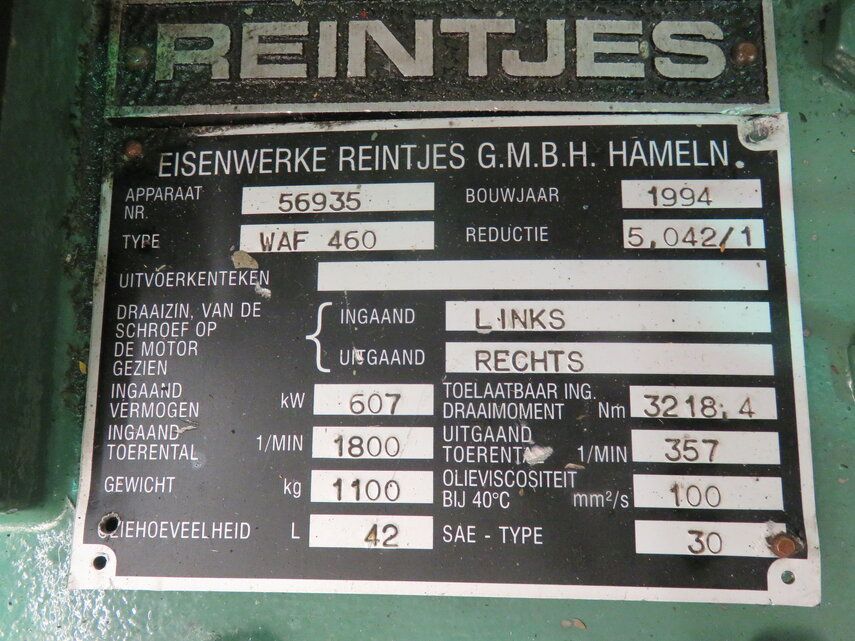 REINTJES
EISENWERKE REINTJES G.M.B.H. HAMELN.
APPARAAT NR. 56935 BOUWJAAR 1994
TYPE WAF 460 REDUCTIE 5,042/1
UITVOERKENTEKEN
DRAAIZIN, VAN DE
SCHROEF OP
DE MOTOR
GEZIEN
INGAAND LINKS
UITGAAND RECHTS
INGAAND VERMOGEN kW 607 TOELAATBAAR ING. DRAAIMOMENT Nm 3218,4
INGAAND TOERENTAL 1/MIN 1800 UITGAAND TOERENTAL 1/MIN 357
GEWICHT kg 1100 OLIEVISCOSITEIT BIJ 40°C mm²/s 100
OLIEHOEVEELHEID L 42 SAE - TYPE 30